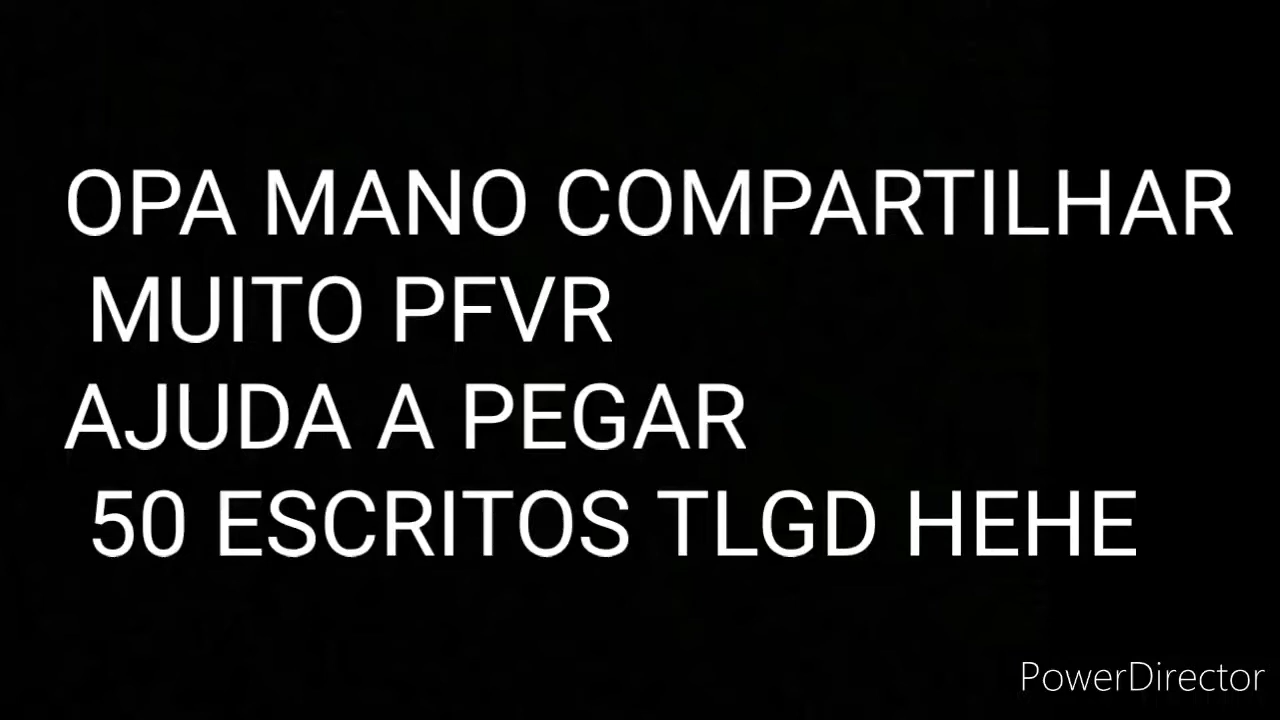 OPA MANO COMPARTILHAR
MUITO PFVR
AJUDA A PEGAR
50 ESCRITOS TLGD HEHE
PowerDirector